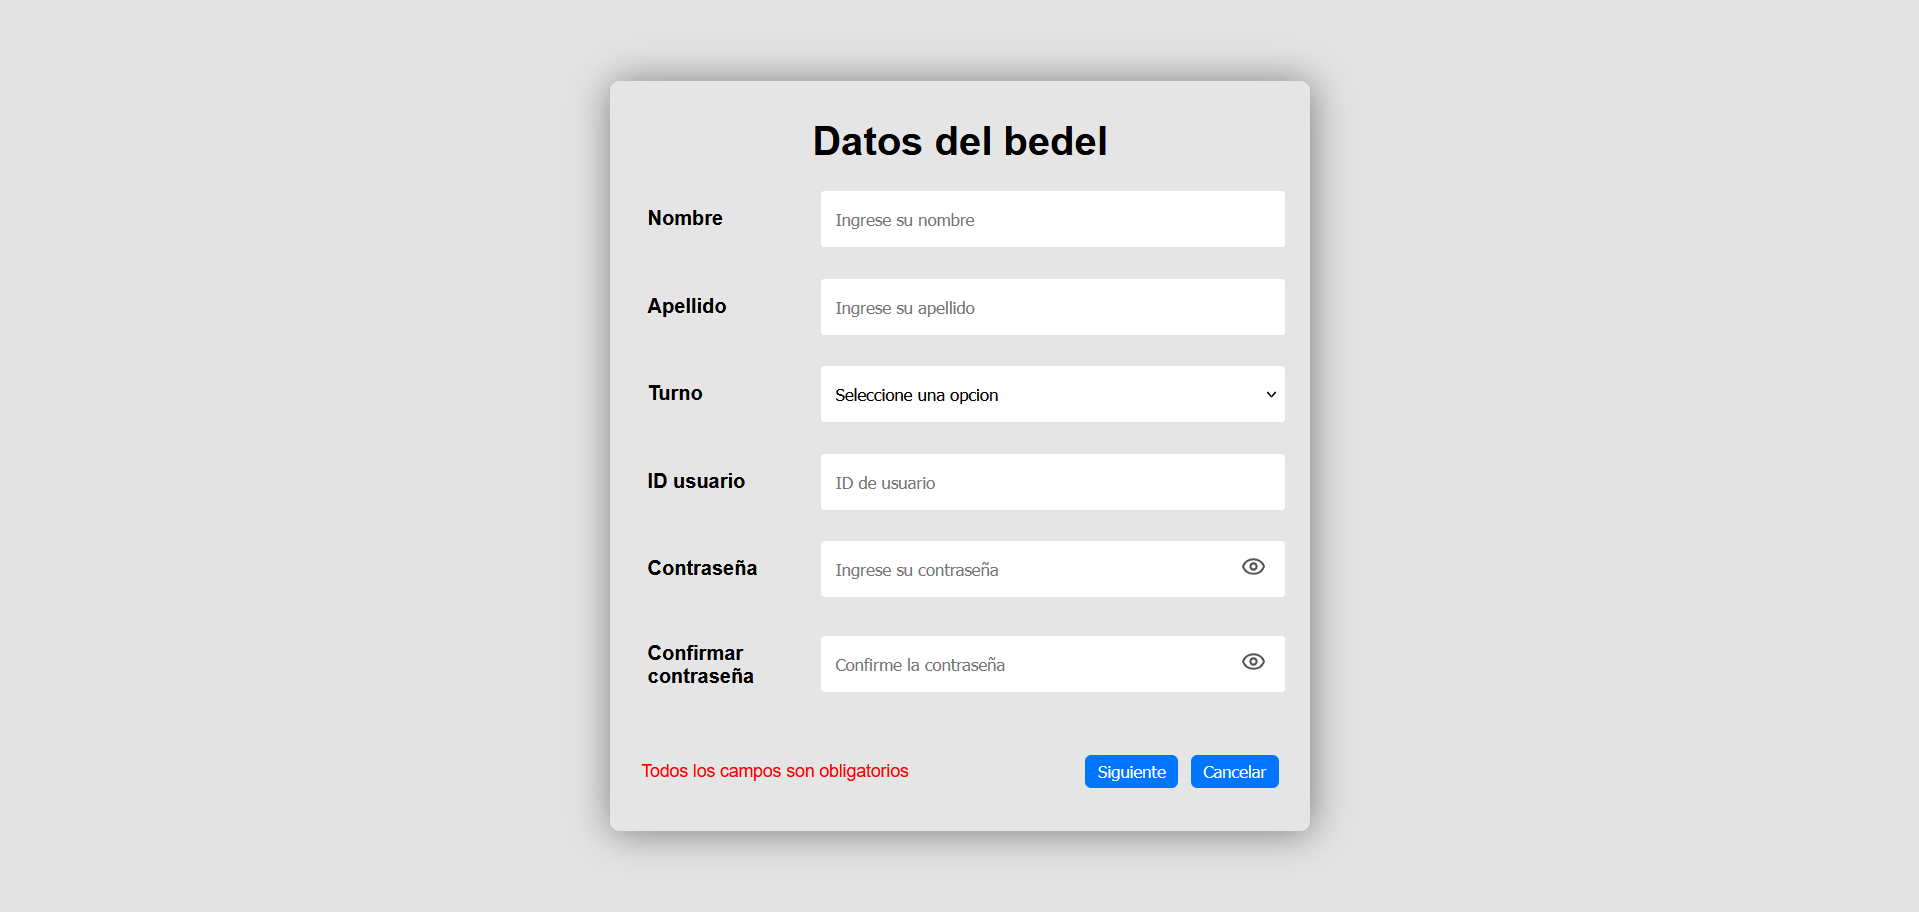 Datos del bedel
Nombre
Ingrese su nombre
Apellido
Ingrese su apellido
Turno
Seleccione una opcion
ID usuario
ID de usuario
Contraseña
Ingrese su contraseña
Confirmar
contraseña
Confirme la contraseña
Todos los campos son obligatorios
Siguiente
Cancelar